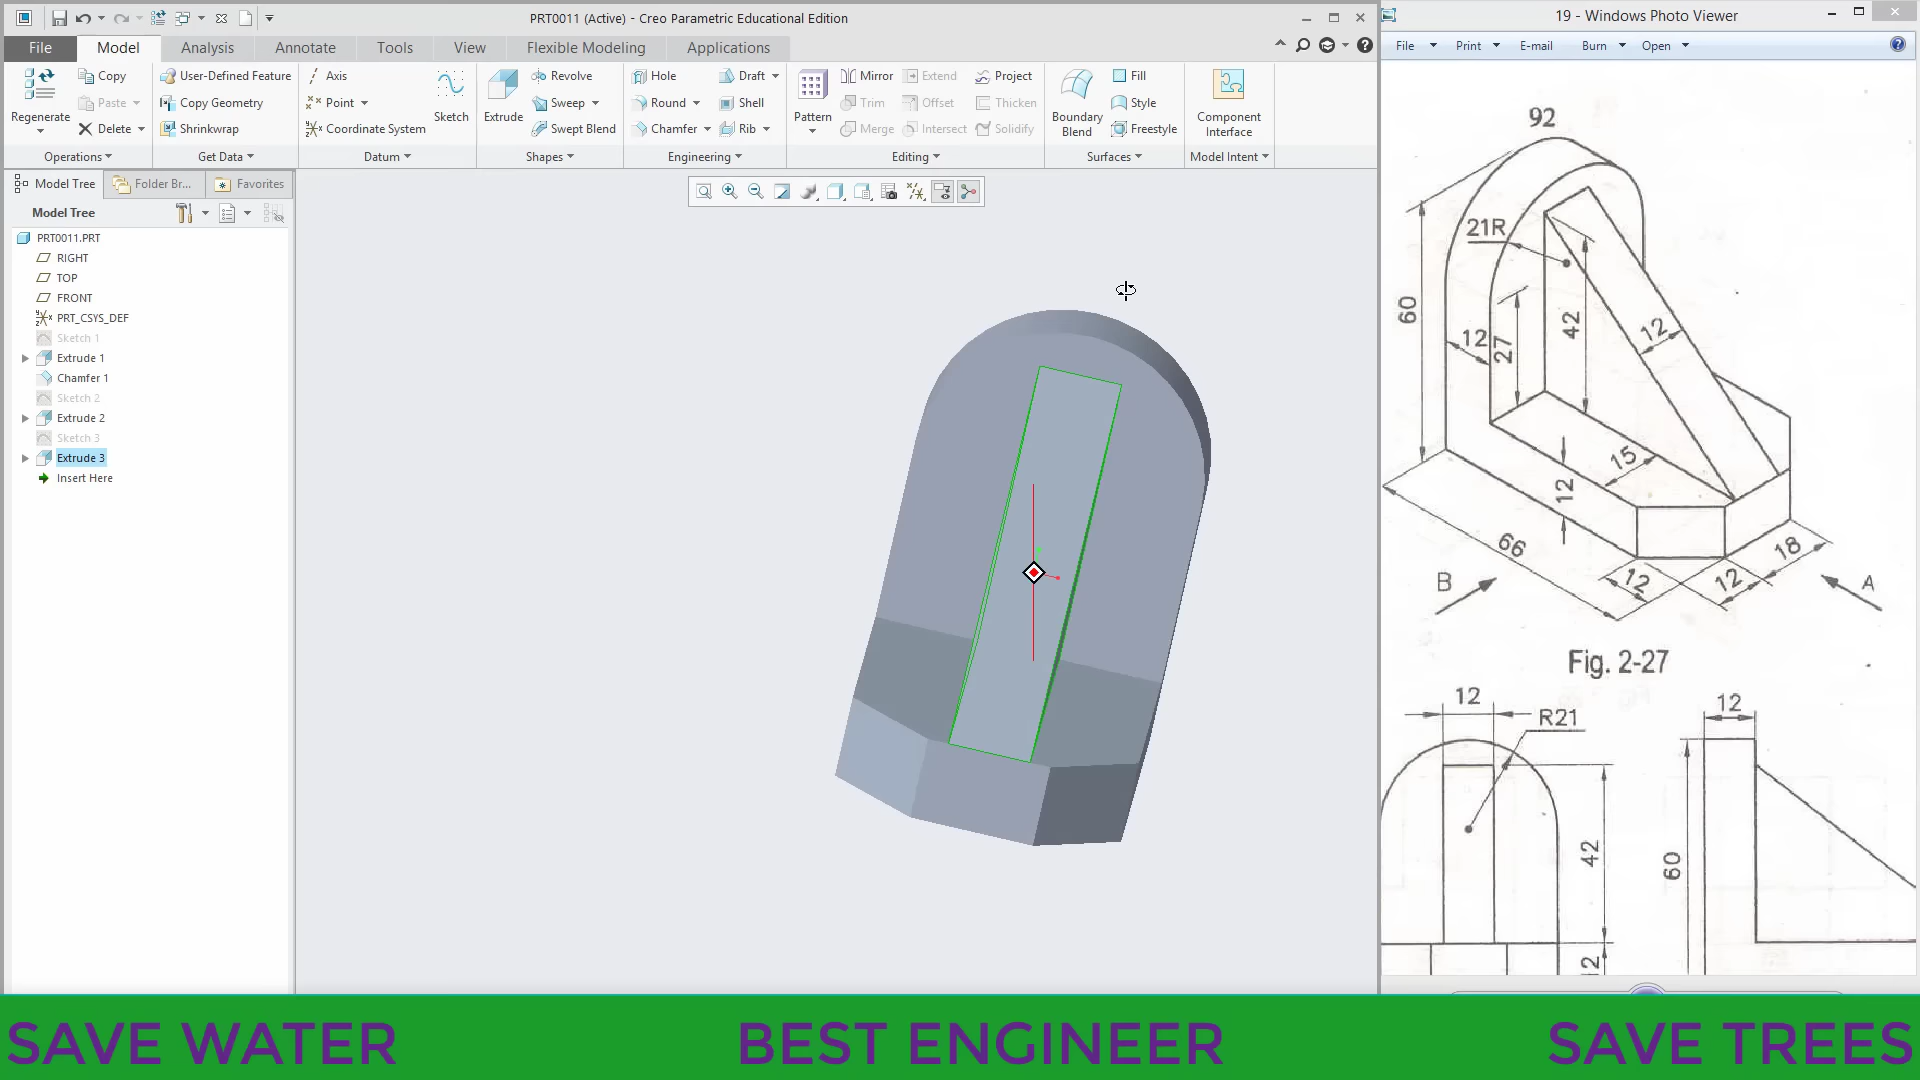 PRT0011 (Active) - Creo Parametric Educational Edition
File
Model
Analysis
Annotate
Tools
View
Flexible Modeling
Applications
Regenerate
Copy
Paste
Delete
Operations
User-Defined Feature
Copy Geometry
Shrinkwrap
Get Data
Axis
Point
Coordinate System
Sketch
Datum
Extrude
Revolve
Sweep
Swept Blend
Shapes
Hole
Round
Chamfer
Draft
Shell
Rib
Engineering
Pattern
Mirror
Trim
Merge
Extend
Offset
Intersect
Project
Thicken
Solidify
Editing
Boundary
Blend
Fill
Style
Freestyle
Surfaces
Component
Interface
Model Intent
Model Tree
Folder Br...
Favorites
Model Tree
PRT0011.PRT
RIGHT
TOP
FRONT
PRT_CSYS_DEF
Sketch 1
Extrude 1
Chamfer 1
Sketch 2
Extrude 2
Sketch 3
Extrude 3
Insert Here
19 - Windows Photo Viewer
File
Print
E-mail
Burn
Open
92
21R
60
12
27
42
12
15
12
66
12
12
18
B
A
Fig. 2-27
12
R21
42
12
60
SAVE WATER
BEST ENGINEER
SAVE TREES